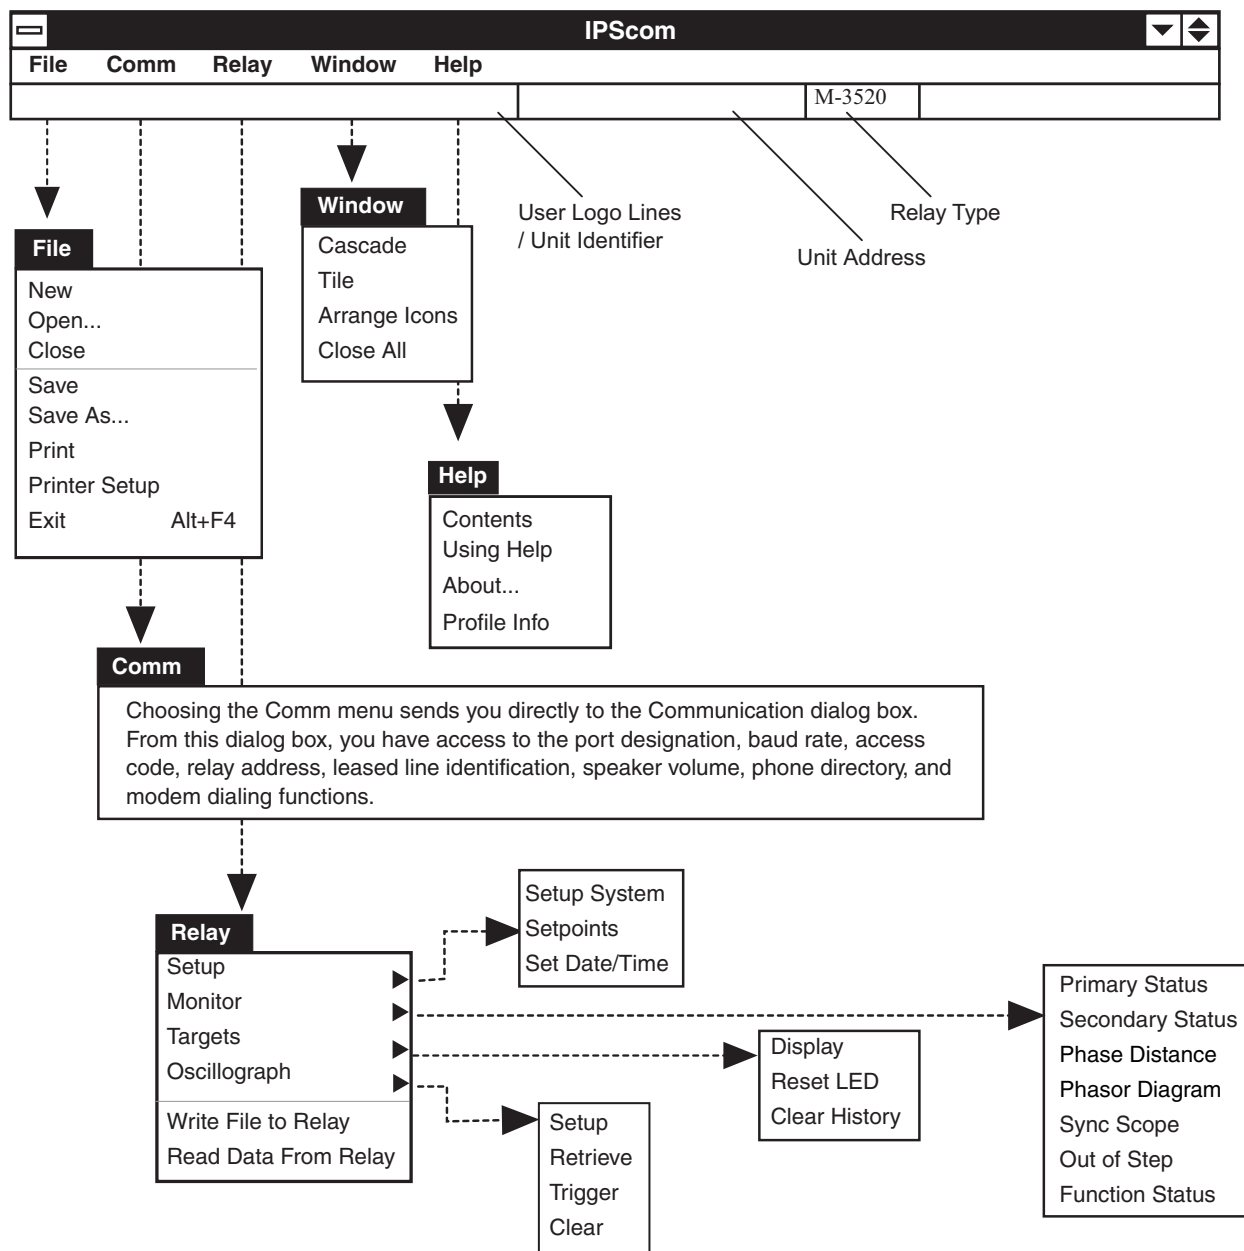 IPScom
File Comm Relay Window Help
M-3520
User Logo Lines
/ Unit Identifier
Unit Address
Relay Type
File
New
Open...
Close
Save
Save As...
Print
Printer Setup
Exit Alt+F4
Window
Cascade
Tile
Arrange Icons
Close All
Help
Contents
Using Help
About...
Profile Info
Comm
Choosing the Comm menu sends you directly to the Communication dialog box.
From this dialog box, you have access to the port designation, baud rate, access
code, relay address, leased line identification, speaker volume, phone directory, and
modem dialing functions.
Relay
Setup
Monitor
Targets
Oscillograph
Write File to Relay
Read Data From Relay
Setup System
Setpoints
Set Date/Time
Primary Status
Secondary Status
Phase Distance
Phasor Diagram
Sync Scope
Out of Step
Function Status
Display
Reset LED
Clear History
Setup
Retrieve
Trigger
Clear